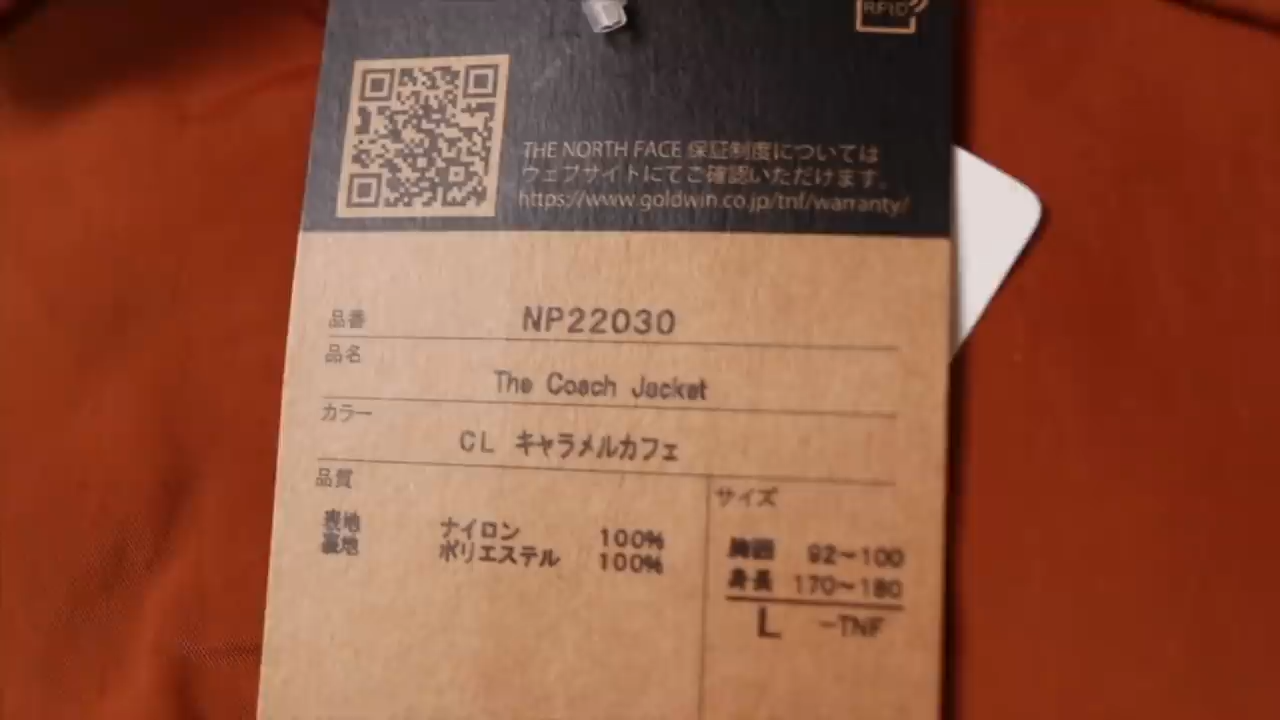 RFID
THE NORTH FACE 保証制度については
ウェブサイトにてご確認いただけます。
https://www.goldwin.co.jp/tnf/warranty/
品番 NP22030
品名
The Coach Jacket
カラー
CL キャラメルカフェ
品質
表地 ナイロン 100%
裏地 ポリエステル 100%
サイズ
胸囲 92~100
身長 170~180
L -TNF